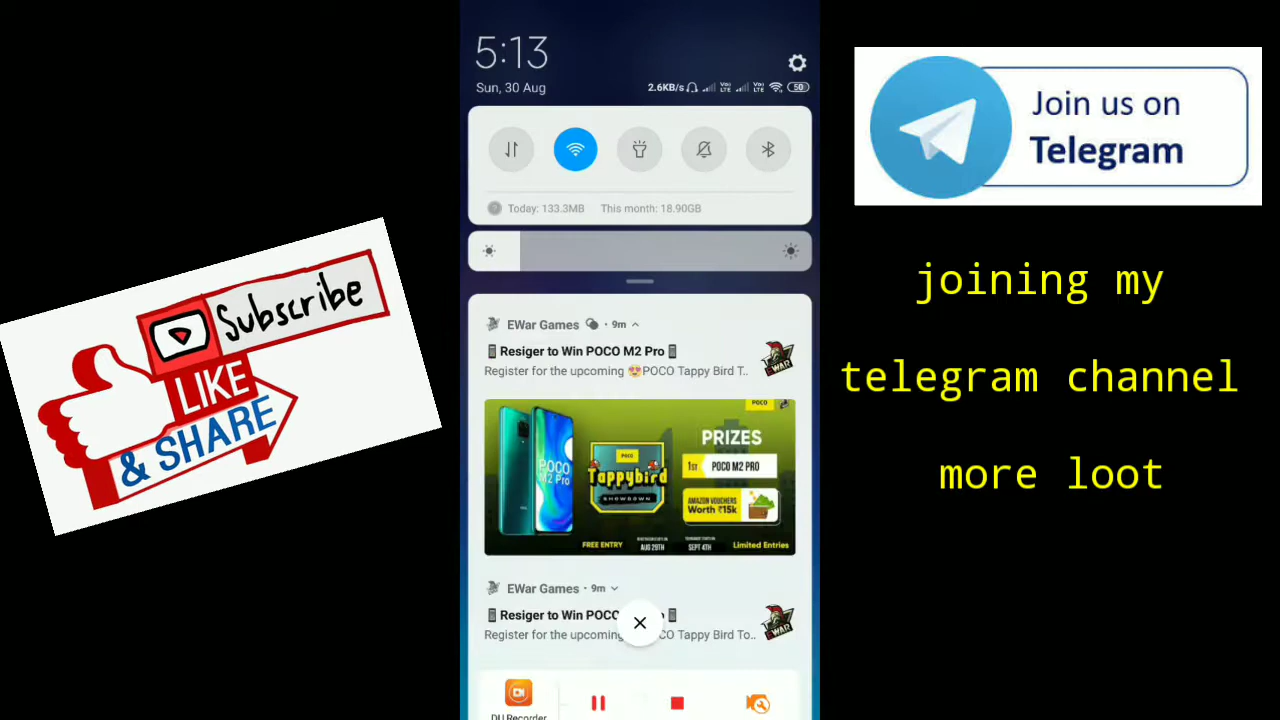 5:13
Sun, 30 Aug
2.6KB/s
50
Today: 133.3MB This month: 18.90GB
EWar Games · 9m
Resiger to Win POCO M2 Pro
Register for the upcoming 😍POCO Tappy Bird T..
EWAR
POCO
POCO M2 Pro
POCO
Tappybird
SHOWDOWN
PRIZES
1ST POCO M2 PRO
AMAZON VOUCHERS
Worth ₹15k
FREE ENTRY
AUG 29TH
SEPT 4TH
Limited Entries
EWar Games · 9m
Resiger to Win POCO
Register for the upcoming CO Tappy Bird To..
EWAR
DU Recorder
Subscribe
LIKE
& SHARE
Join us on
Telegram
joining my
telegram channel
more loot